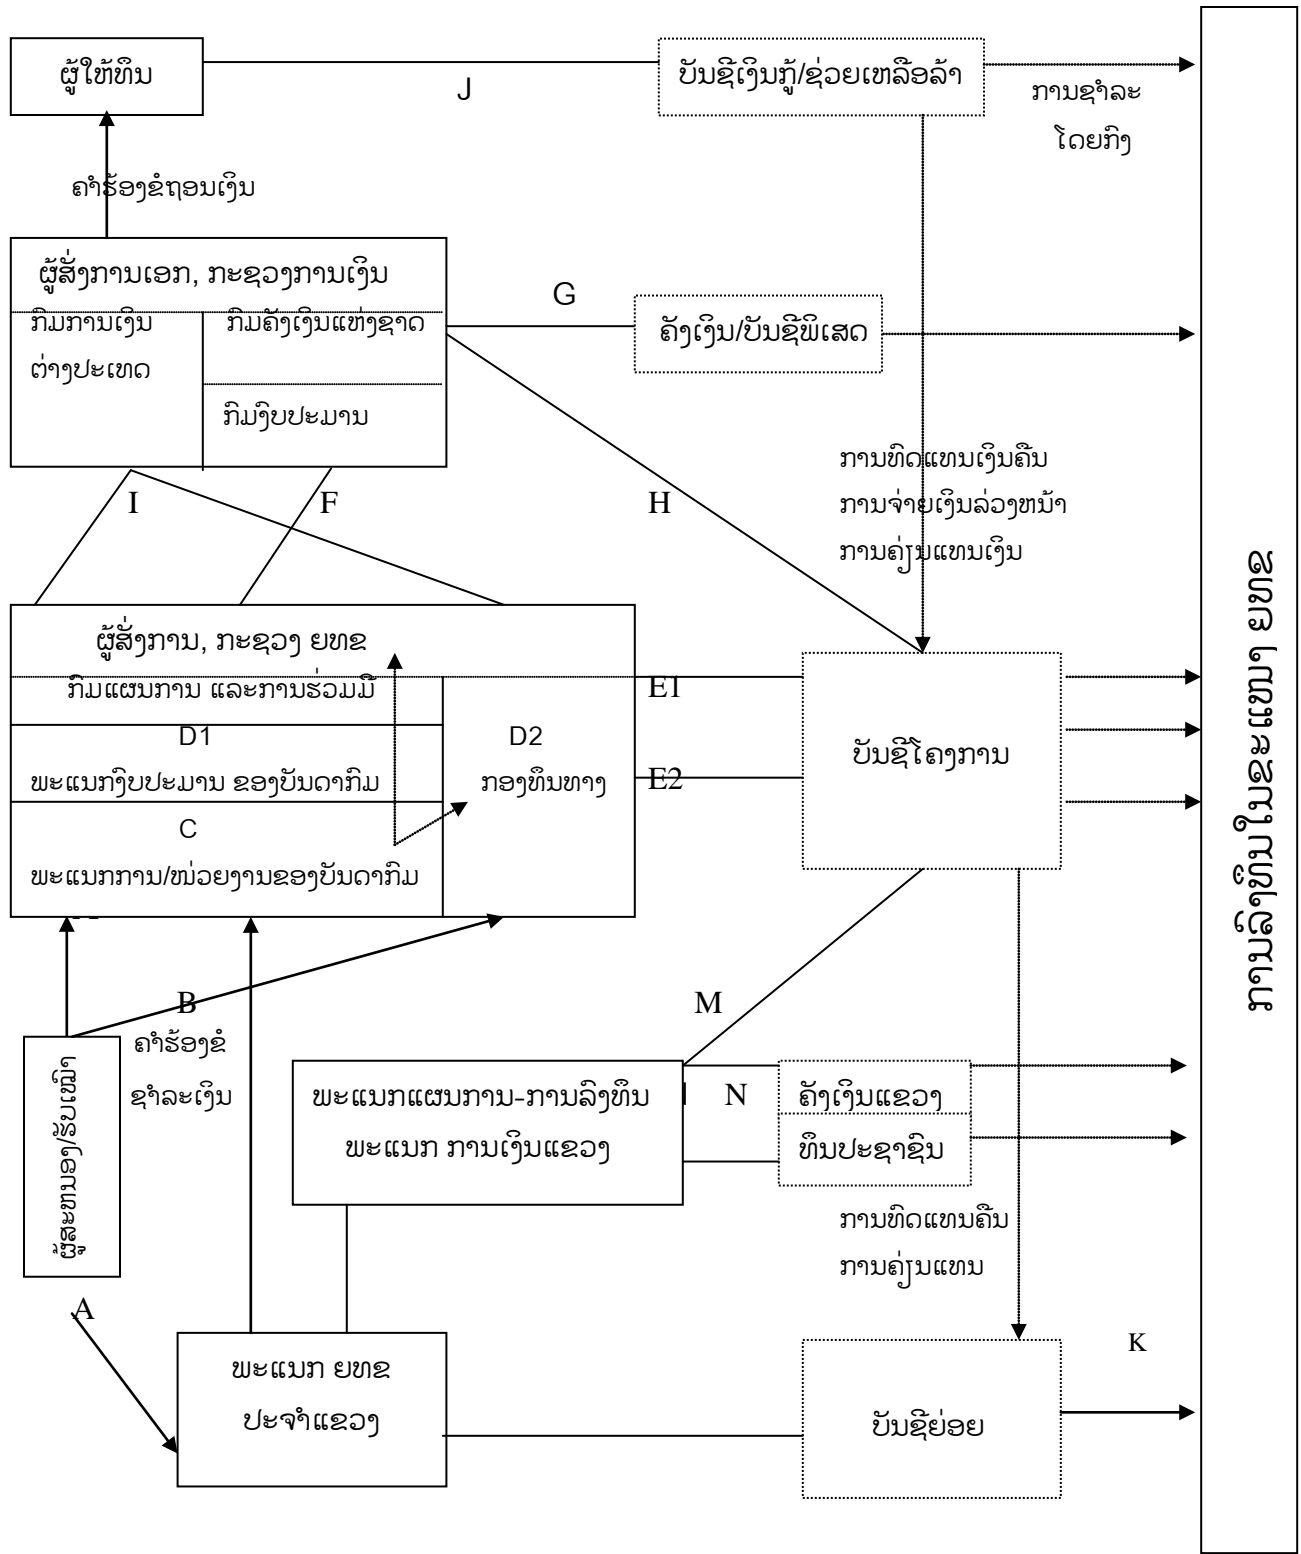 ຜູ້ໃຫ້ທຶນ
ບັນຊີເງິນກູ້/ຊ່ວຍເຫລືອລ້າ
J
ການຊຳລະ
ໂດຍກົງ
ຄຳຮ້ອງຂໍຖອນເງິນ
ຜູ້ສັ່ງການເອກ, ກະຊວງການເງິນ
ກົມການເງິນ
ຕ່າງປະເທດ
ກົມຄັງເງິນແຫ່ງຊາດ
ກົມງົບປະມານ
G
ຄັງເງິນ/ບັນຊີພິເສດ
I
F
H
ການທົດແທນເງິນຄືນ
ການຈ່າຍເງິນລ່ວງຫນ້າ
ການຄ່ຽນແທນເງິນ
ຜູ້ສັ່ງການ, ກະຊວງ ຍທຂ
ກົມແຜນການ ແລະການຮ່ວມມື
D1
ພະແນກງົບປະມານ ຂອງບັນດາກົມ
D2
ກອງທຶນທາງ
C
ພະແນກການ/ໜ່ວຍງານຂອງບັນດາກົມ
E1
E2
ບັນຊີໂຄງການ
ການລົງທຶນໃນຂະແໜງ ຍທຂ
B
ຄຳຮ້ອງຂໍ
ຊຳລະເງິນ
ຜູ້ສະຫນອງ/ຮັບເໝົາ
M
ພະແນກແຜນການ-ການລົງທຶນ
ພະແນກ ການເງິນແຂວງ
N
ຄັງເງິນແຂວງ
ທຶນປະຊາຊົນ
ການທົດແທນຄືນ
ການຄ່ຽນແທນ
A
ພະແນກ ຍທຂ
ປະຈຳແຂວງ
ບັນຊີຍ່ອຍ
K